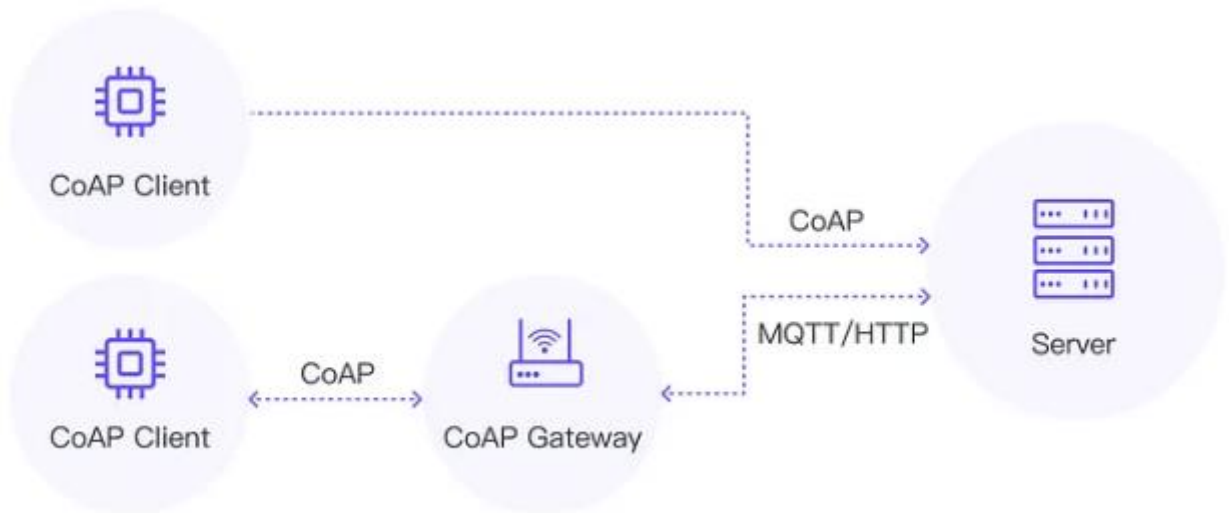 CoAP Client
CoAP
MQTT/HTTP
Server
CoAP
CoAP Client
CoAP Gateway